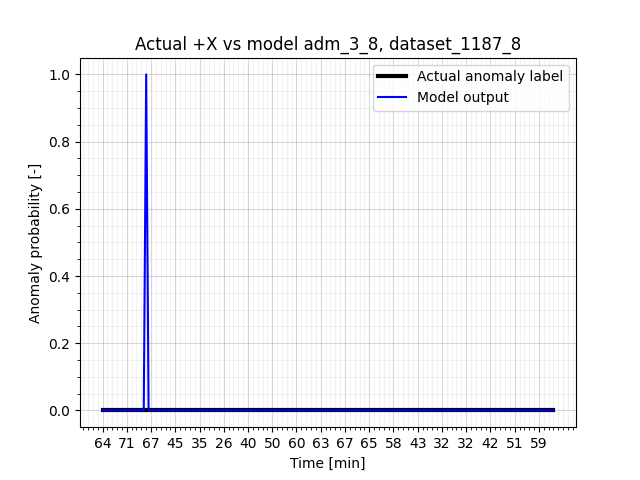 Actual +X vs model adm_3_8, dataset_1187_8
Actual anomaly label
Model output
Anomaly probability [-]
1.0
0.8
0.6
0.4
0.2
0.0
64 71 67 45 35 26 40 50 60 63 67 65 58 43 32 32 42 51 59
Time [min]